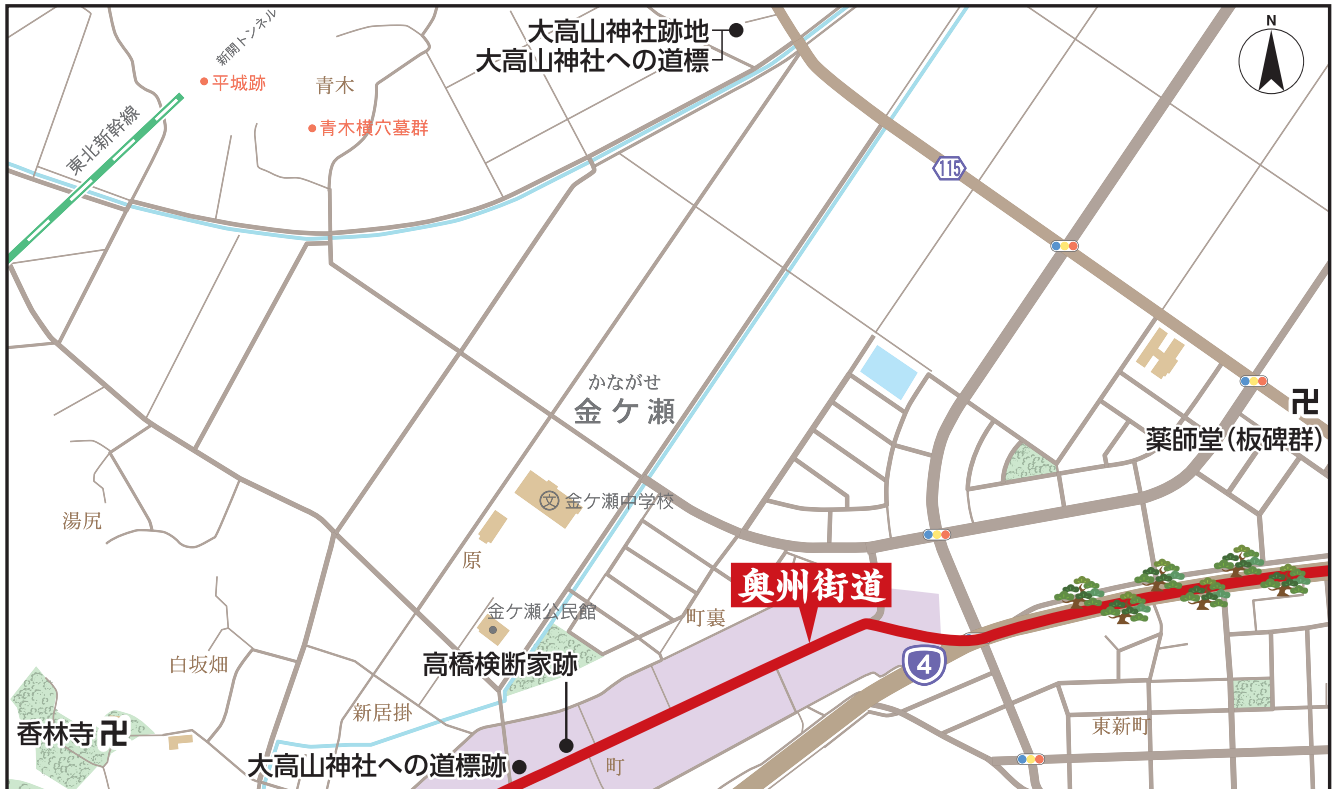 新開トンネル
大高山神社跡地
大高山神社への道標
N
平城跡
青木
青木横穴墓群
東北新幹線
115
かながせ
金ケ瀬
卍
薬師堂(板碑群)
文 金ケ瀬中学校
湯尻
原
奥州街道
金ケ瀬公民館
町裏
高橋検断家跡
4
白坂畑
新居掛
香林寺 卍
東新町
大高山神社への道標跡
町